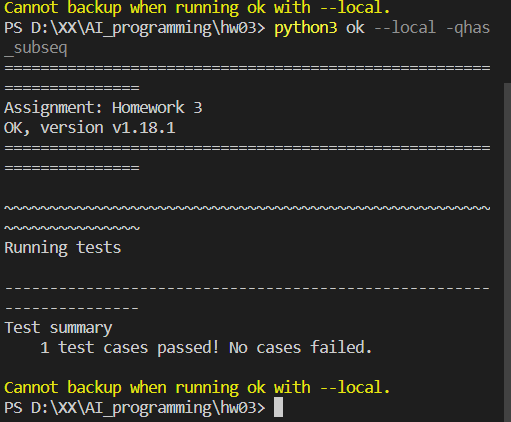 Cannot backup when running ok with --local.
PS D:\XX\AI_programming\hw03> python3 ok --local -qhas
_subseq
======================================================
===============
Assignment: Homework 3
OK, version v1.18.1
======================================================
===============
~~~~~~~~~~~~~~~~~~~~~~~~~~~~~~~~~~~~~~~~~~~~~~~~~~~~~~
~~~~~~~~~~~~~~~
Running tests
------------------------------------------------------
---------------
Test summary
    1 test cases passed! No cases failed.
Cannot backup when running ok with --local.
PS D:\XX\AI_programming\hw03>